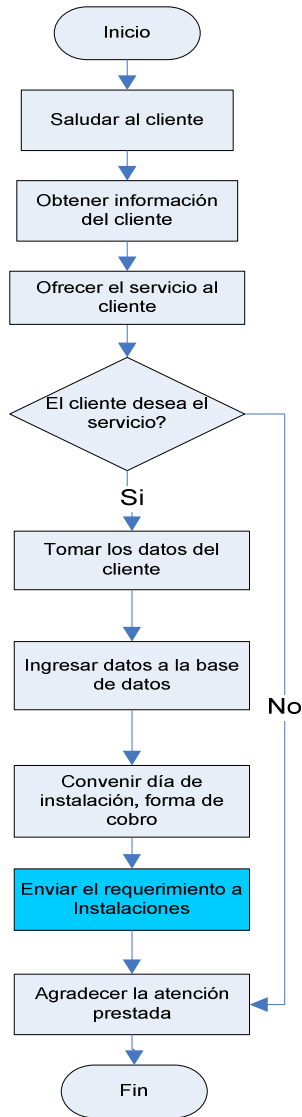 Inicio
Saludar al cliente
Obtener información
del cliente
Ofrecer el servicio al
cliente
El cliente desea el
servicio?
Si
Tomar los datos del
cliente
Ingresar datos a la base
de datos
No
Convenir día de
instalación, forma de
cobro
Enviar el requerimiento a
Instalaciones
Agradecer la atención
prestada
Fin